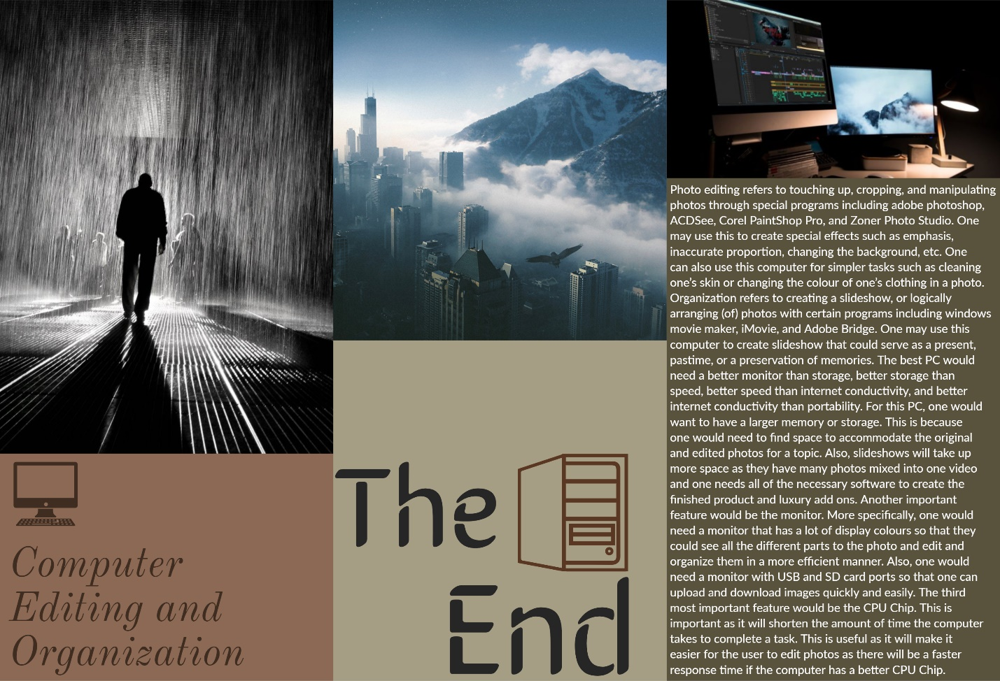 Computer
Editing and
Organization
The
End
Photo editing refers to touching up, cropping, and manipulating
photos through special programs including adobe photoshop,
ACDSee, Corel PaintShop Pro, and Zoner Photo Studio. One
may use this to create special effects such as emphasis,
inaccurate proportion, changing the background, etc. One
can also use this computer for simpler tasks such as cleaning
one’s skin or changing the colour of one’s clothing in a photo.
Organization refers to creating a slideshow, or logically
arranging (of) photos with certain programs including windows
movie maker, iMovie, and Adobe Bridge. One may use this
computer to create slideshow that could serve as a present,
pastime, or a preservation of memories. The best PC would
need a better monitor than storage, better storage than
speed, better speed than internet conductivity, and better
internet conductivity than portability. For this PC, one would
want to have a larger memory or storage. This is because
one would need to find space to accommodate the original
and edited photos for a topic. Also, slideshows will take up
more space as they have many photos mixed into one video
and one needs all of the necessary software to create the
finished product and luxury add ons. Another important
feature would be the monitor. More specifically, one would
need a monitor that has a lot of display colours so that they
could see all the different parts to the photo and edit and
organize them in a more efficient manner. Also, one would
need a monitor with USB and SD card ports so that one can
upload and download images quickly and easily. The third
most important feature would be the CPU Chip. This is
important as it will shorten the amount of time the computer
takes to complete a task. This is useful as it will make it
easier for the user to edit photos as there will be a faster
response time if the computer has a better CPU Chip.